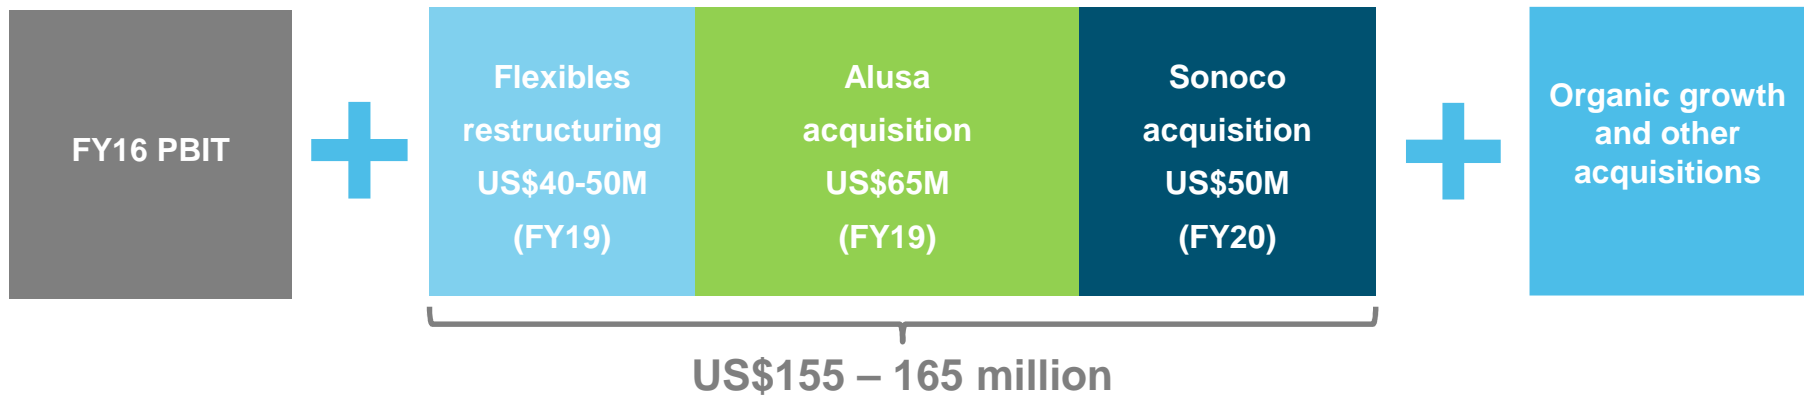 FY16 PBIT
Flexibles
restructuring
US$40-50M
(FY19)
Alusa
acquisition
US$65M
(FY19)
Sonoco
acquisition
US$50M
(FY20)
Organic growth
and other
acquisitions
US$155 – 165 million